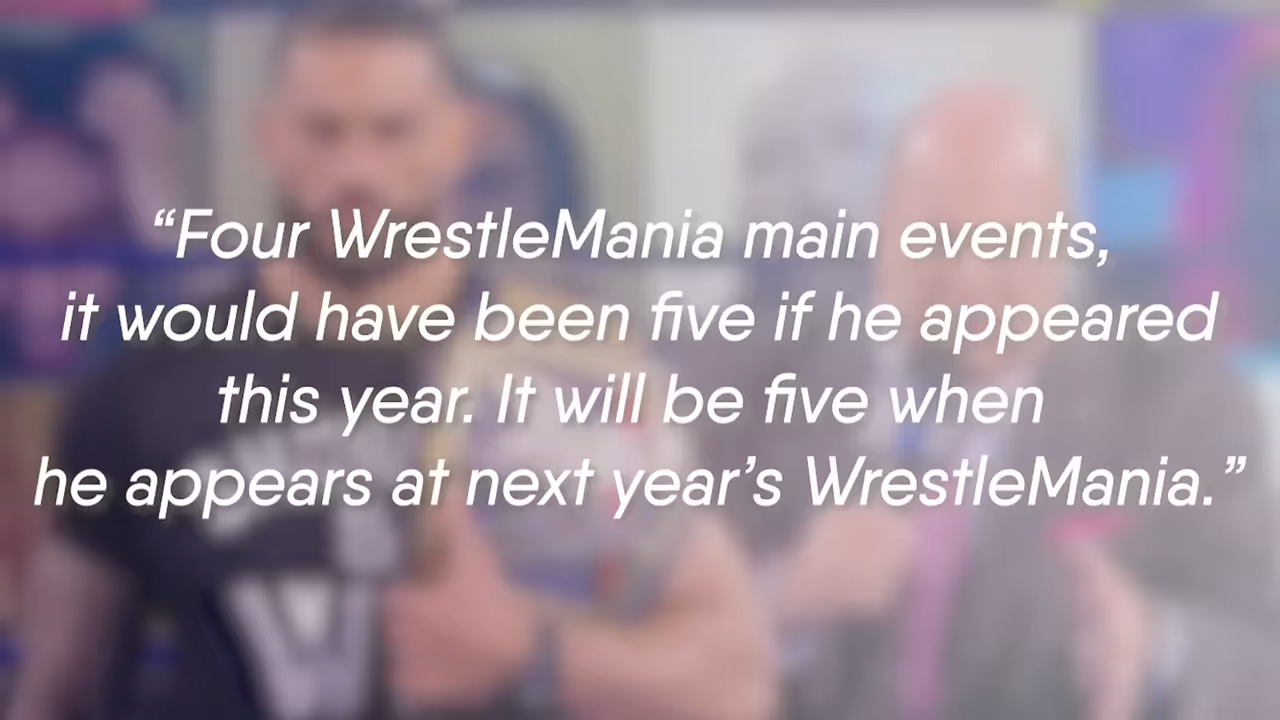 “Four WrestleMania main events,
it would have been five if he appeared
this year. It will be five when
he appears at next year’s WrestleMania.”